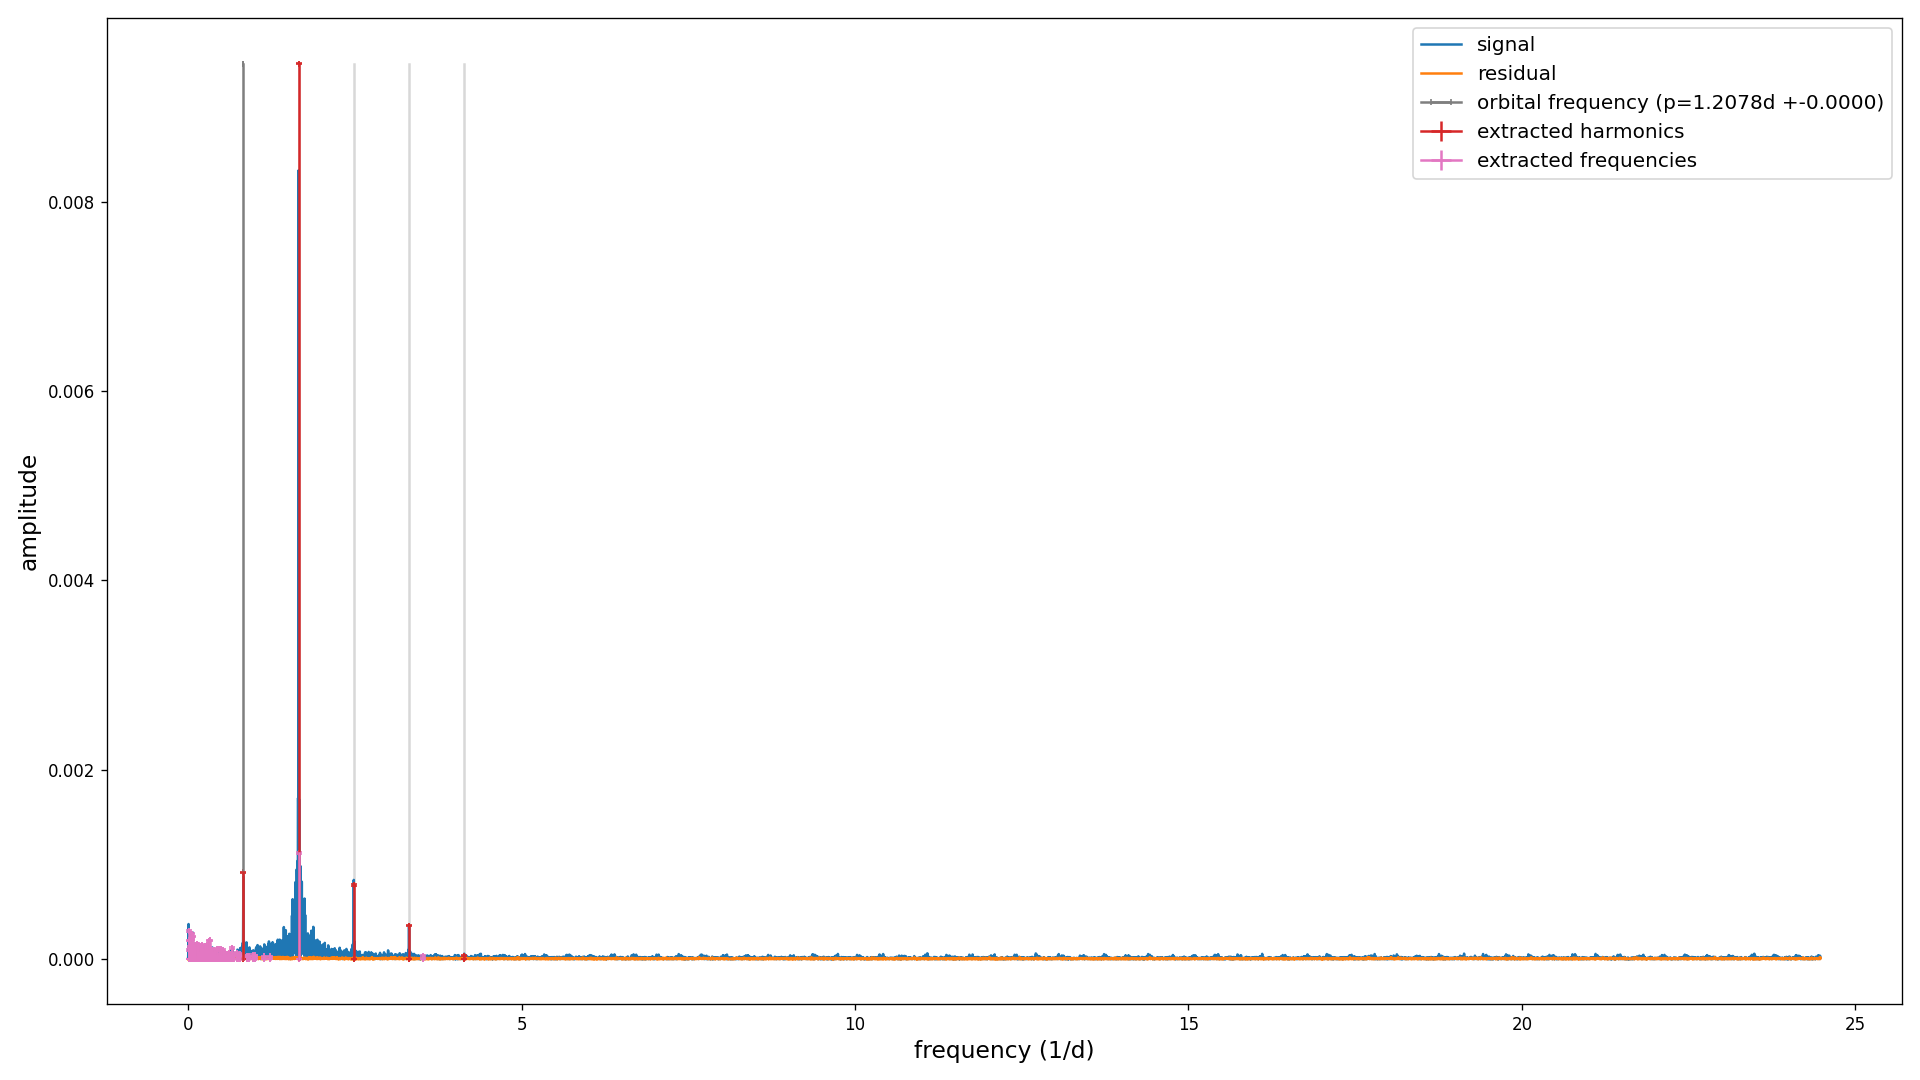 signal
residual
orbital frequency (p=1.2078d +-0.0000)
extracted harmonics
extracted frequencies
0.008
0.006
0.004
0.002
0.000
amplitude
0 5 10 15 20 25
frequency (1/d)